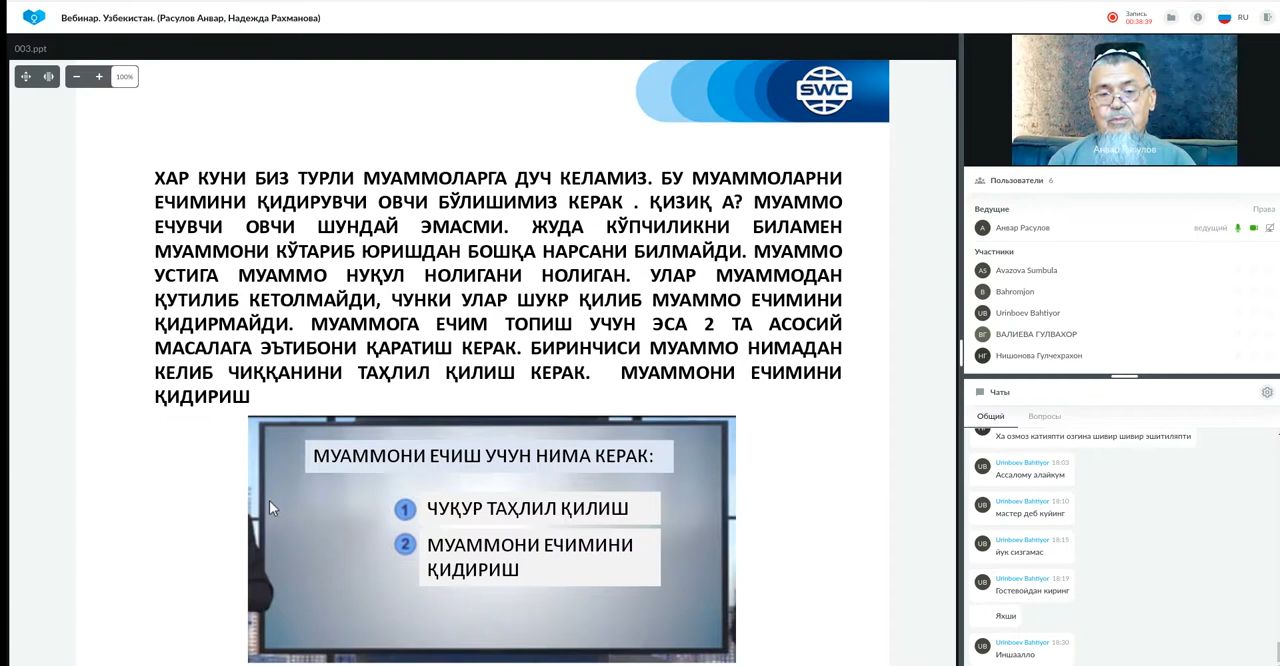 Вебинар. Узбекистан. (Расулов Анвар, Надежда Рахманова)
Запись
00:38:39
RU
003.ppt
100%
SWC
ХАР КУНИ БИЗ ТУРЛИ МУАММОЛАРГА ДУЧ КЕЛАМИЗ. БУ МУАММОЛАРНИ
ЕЧИМИНИ ҚИДИРУВЧИ ОВЧИ БЎЛИШИМИЗ КЕРАК . ҚИЗИҚ А? МУАММО
ЕЧУВЧИ ОВЧИ ШУНДАЙ ЭМАСМИ. ЖУДА КЎПЧИЛИКНИ БИЛАМЕН
МУАММОНИ КЎТАРИБ ЮРИШДАН БОШҚА НАРСАНИ БИЛМАЙДИ. МУАММО
УСТИГА МУАММО НУҚУЛ НОЛИГАНИ НОЛИГАН. УЛАР МУАММОДАН
ҚУТИЛИБ КЕТОЛМАЙДИ, ЧУНКИ УЛАР ШУКР ҚИЛИБ МУАММО ЕЧИМИНИ
ҚИДИРМАЙДИ. МУАММОГА ЕЧИМ ТОПИШ УЧУН ЭСА 2 ТА АСОСИЙ
МАСАЛАГА ЭЪТИБОНИ ҚАРАТИШ КЕРАК. БИРИНЧИСИ МУАММО НИМАДАН
КЕЛИБ ЧИҚҚАНИНИ ТАҲЛИЛ ҚИЛИШ КЕРАК. МУАММОНИ ЕЧИМИНИ
ҚИДИРИШ
МУАММОНИ ЕЧИШ УЧУН НИМА КЕРАК:
1 ЧУҚУР ТАҲЛИЛ ҚИЛИШ
2 МУАММОНИ ЕЧИМИНИ
ҚИДИРИШ
Анвар Расулов
Пользователи 6
Ведущие Права
А Анвар Расулов ведущий
Участники
AS Avazova Sumbula
B Bahromjon
UB Urinboev Bahtiyor
ВГ ВАЛИЕВА ГУЛВАХОР
НГ Нишонова Гулчехрахон
Чаты
Общий Вопросы
Ха озмоз катияпти озгина шивир шивир эшитиляпти
UB Urinboev Bahtiyor 18:03
Ассалому алайкум
UB Urinboev Bahtiyor 18:10
мастер деб куйинг
UB Urinboev Bahtiyor 18:15
йук сизгамас
UB Urinboev Bahtiyor 18:19
Гостевойдан киринг
Яхши
UB Urinboev Bahtiyor 18:30
Иншаалло